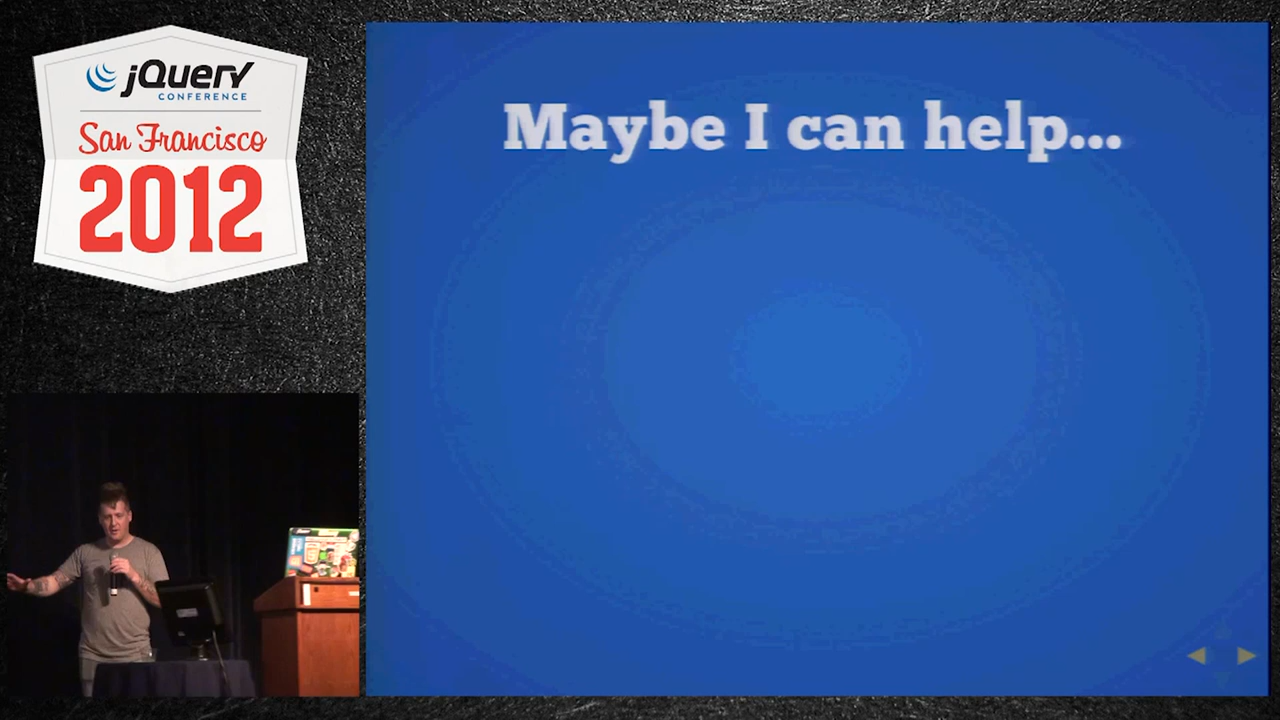 jQuery
CONFERENCE
San Francisco
2012
Maybe I can help...